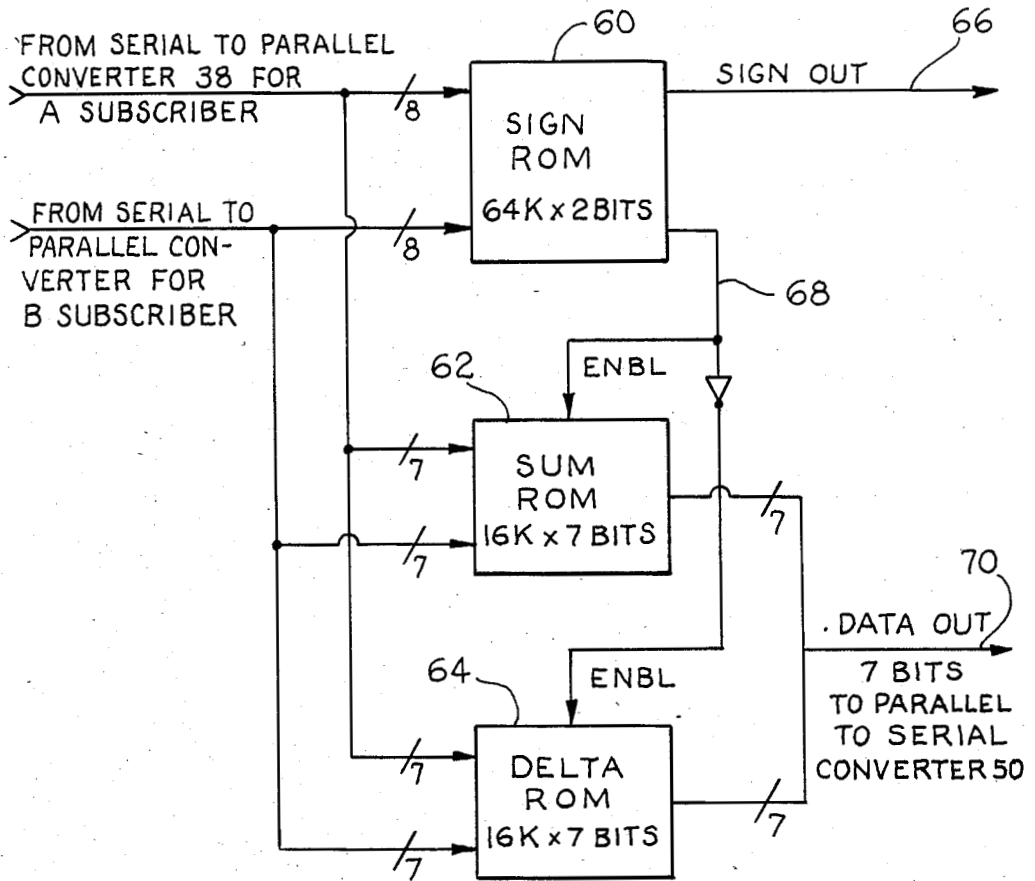 FROM SERIAL TO PARALLEL
CONVERTER 38 FOR
A SUBSCRIBER
8
60
SIGN
ROM
64K x 2 BITS
SIGN OUT
66
FROM SERIAL TO
PARALLEL CON-
VERTER FOR
B SUBSCRIBER
8
68
ENBL
62
7
SUM
ROM
16K x 7 BITS
7
7
70
DATA OUT
7 BITS
TO PARALLEL
TO SERIAL
CONVERTER 50
ENBL
64
7
DELTA
ROM
16K x 7 BITS
7
7